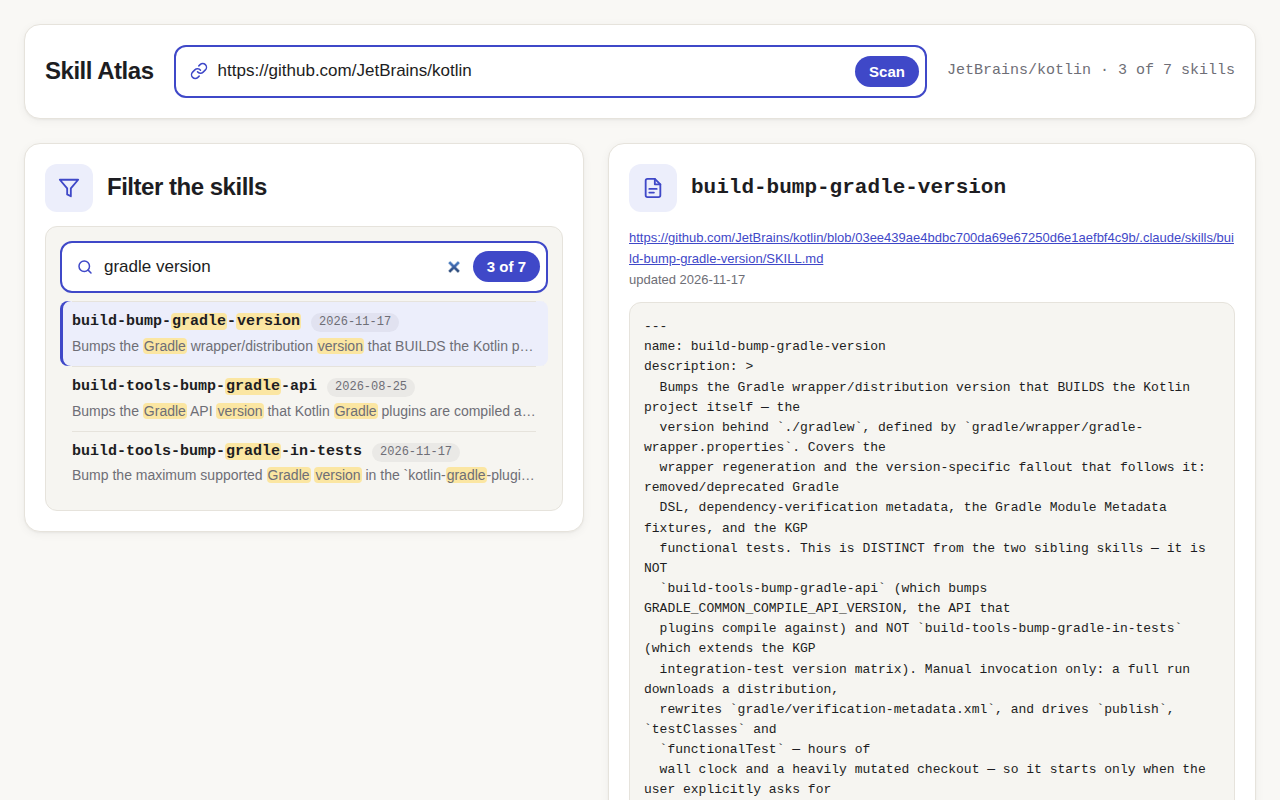 Skill Atlas
https://github.com/JetBrains/kotlin
Scan
JetBrains/kotlin · 3 of 7 skills
Filter the skills
gradle version
3 of 7
build-bump-gradle-version 2026-11-17
Bumps the Gradle wrapper/distribution version that BUILDS the Kotlin p…
build-tools-bump-gradle-api 2026-08-25
Bumps the Gradle API version that Kotlin Gradle plugins are compiled a…
build-tools-bump-gradle-in-tests 2026-11-17
Bump the maximum supported Gradle version in the `kotlin-gradle-plugi…
build-bump-gradle-version
https://github.com/JetBrains/kotlin/blob/03ee439ae4bdbc700da69e67250d6e1aefbf4c9b/.claude/skills/bui
ld-bump-gradle-version/SKILL.md
updated 2026-11-17
---
name: build-bump-gradle-version
description: >
  Bumps the Gradle wrapper/distribution version that BUILDS the Kotlin
project itself — the
  version behind `./gradlew`, defined by `gradle/wrapper/gradle-
wrapper.properties`. Covers the
  wrapper regeneration and the version-specific fallout that follows it:
removed/deprecated Gradle
  DSL, dependency-verification metadata, the Gradle Module Metadata
fixtures, and the KGP
  functional tests. This is DISTINCT from the two sibling skills — it is
NOT
  `build-tools-bump-gradle-api` (which bumps
GRADLE_COMMON_COMPILE_API_VERSION, the API that
  plugins compile against) and NOT `build-tools-bump-gradle-in-tests`
(which extends the KGP
  integration-test version matrix). Manual invocation only: a full run
downloads a distribution,
  rewrites `gradle/verification-metadata.xml`, and drives `publish`,
`testClasses` and
  `functionalTest` — hours of
  wall clock and a heavily mutated checkout — so it starts only when the
user explicitly asks for